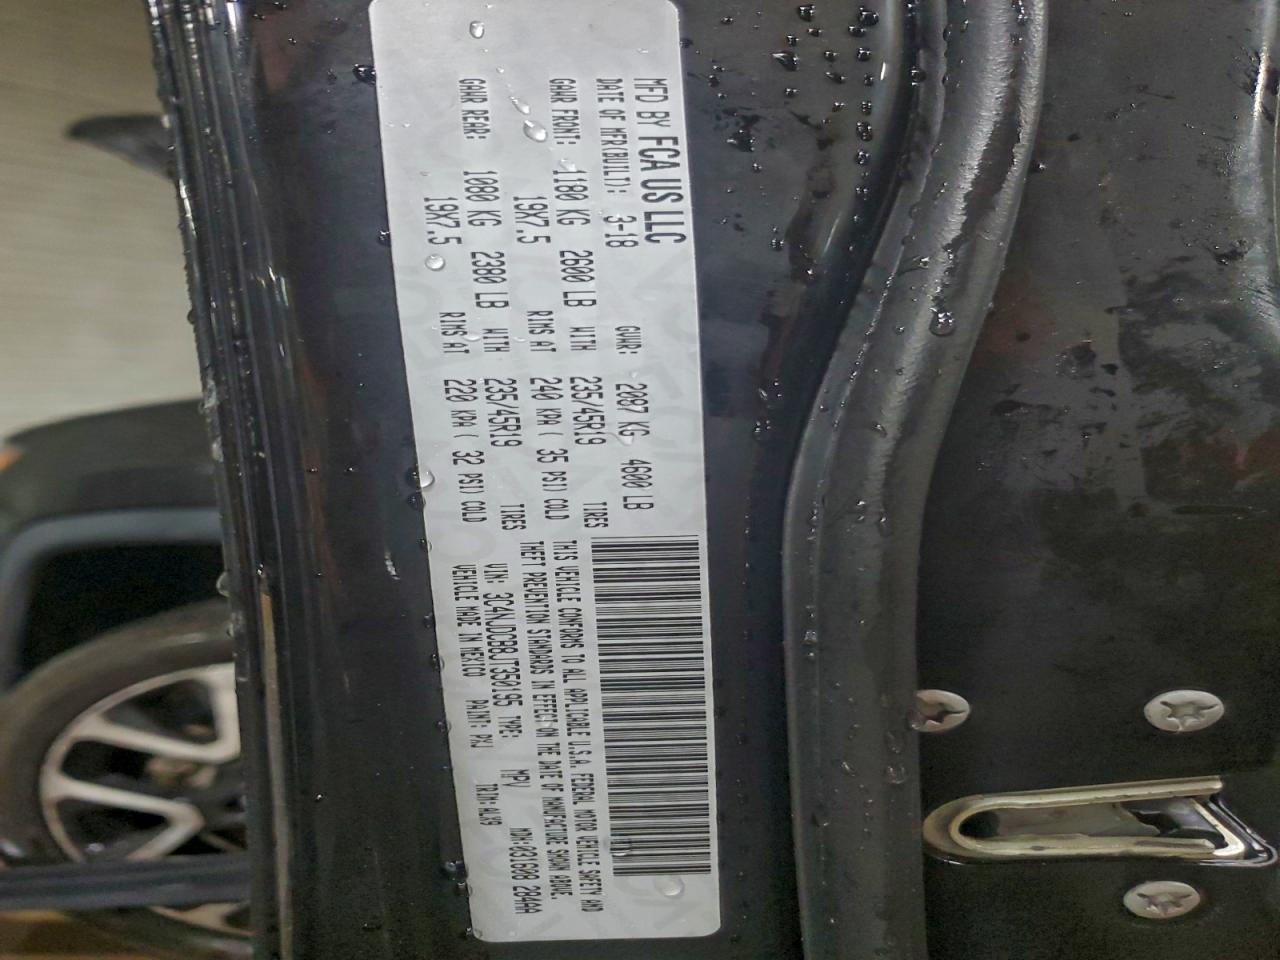 MFD BY FCA US LLC
DATE OF MFR(BUILT): 3-18 GVWR: 2087 KG 4600 LB
GAWR FRONT: 1180 KG 2600 LB WITH 235/45R19 TIRES
19X7.5 RIMS AT 240 KPA( 35 PSI) COLD
GAWR REAR: 1080 KG 2380 LB WITH 235/45R19 TIRES
19X7.5 RIMS AT 220 KPA( 32 PSI) COLD
THIS VEHICLE CONFORMS TO ALL APPLICABLE U.S.A. FEDERAL MOTOR VEHICLE SAFETY AND
THEFT PREVENTION STANDARDS IN EFFECT ON THE DATE OF MANUFACTURE SHOWN ABOVE.
VIN: 3C4NJDCB8JT350195 TYPE: MPV
VEHICLE MADE IN MEXICO PAINT: PXJ